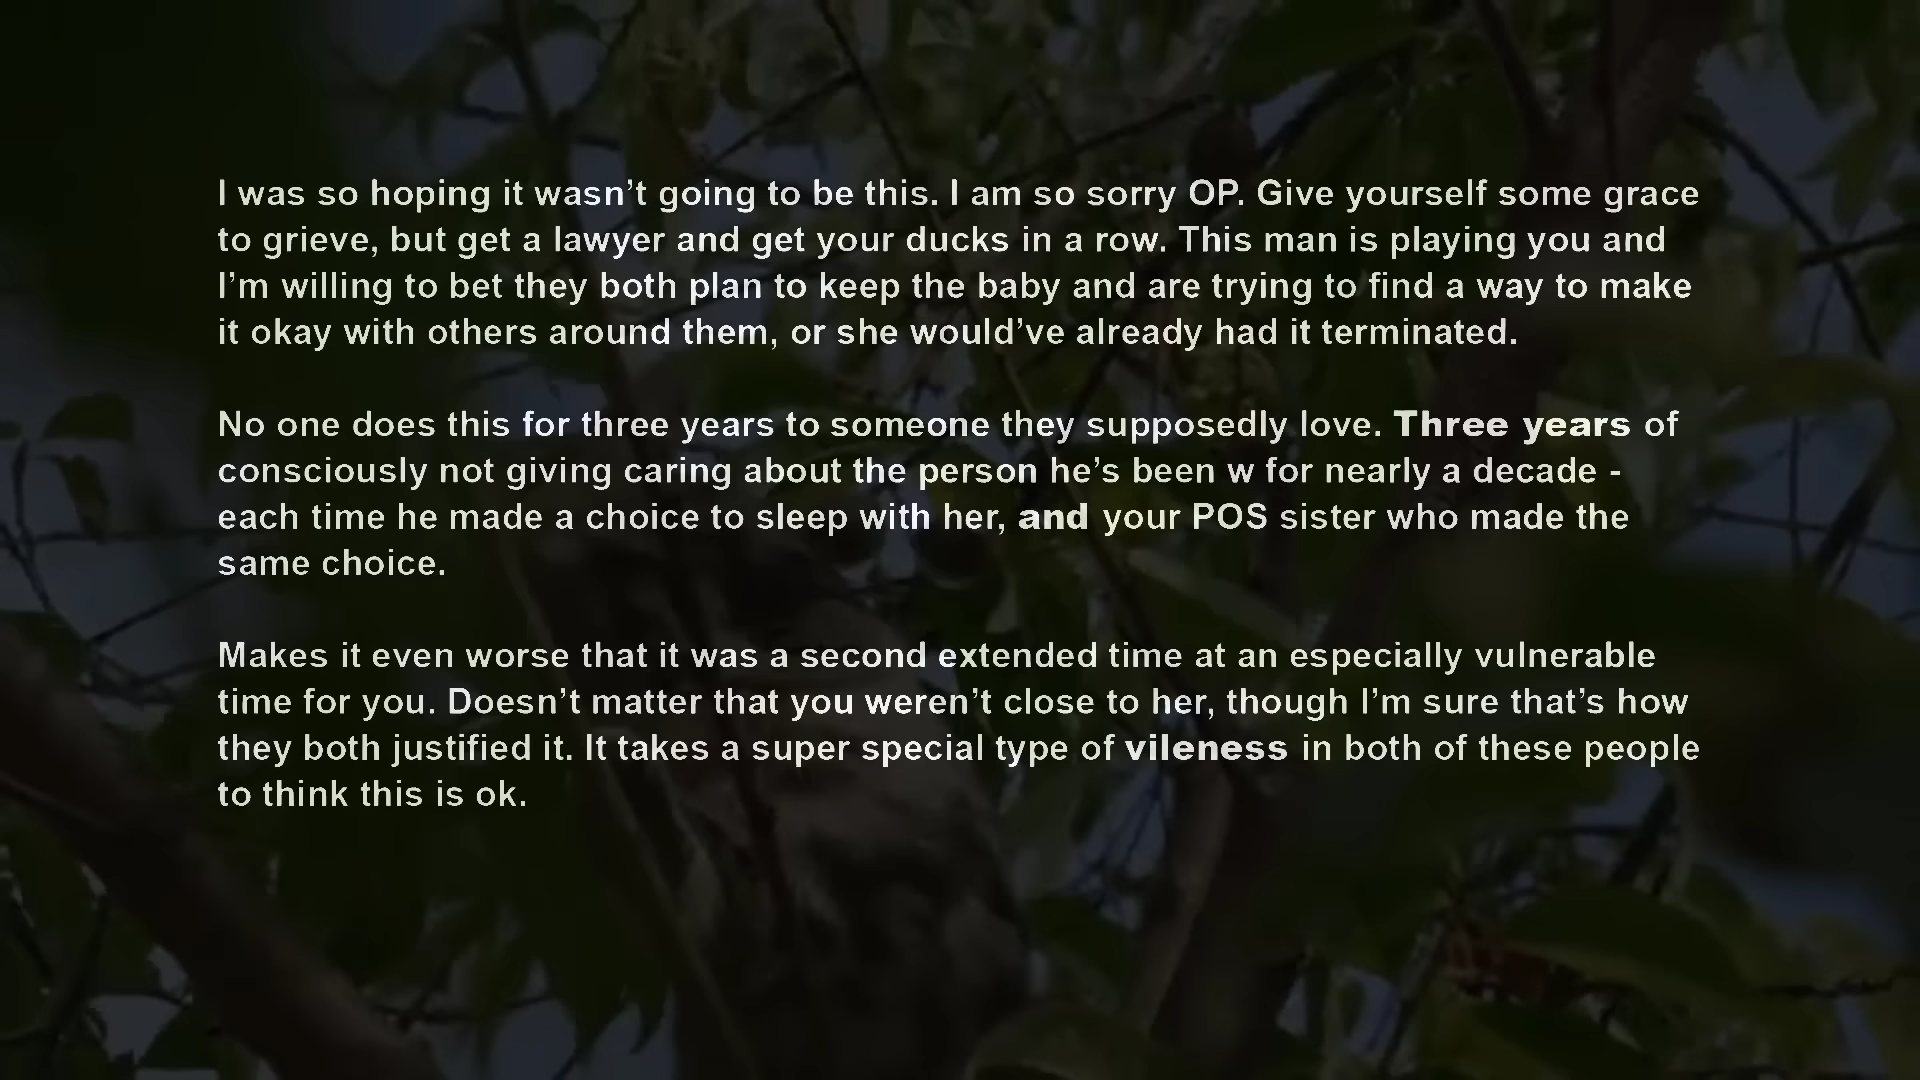 I was so hoping it wasn’t going to be this. I am so sorry OP. Give yourself some grace
to grieve, but get a lawyer and get your ducks in a row. This man is playing you and
I’m willing to bet they both plan to keep the baby and are trying to find a way to make
it okay with others around them, or she would’ve already had it terminated.
No one does this for three years to someone they supposedly love. Three years of
consciously not giving caring about the person he’s been w for nearly a decade -
each time he made a choice to sleep with her, and your POS sister who made the
same choice.
Makes it even worse that it was a second extended time at an especially vulnerable
time for you. Doesn’t matter that you weren’t close to her, though I’m sure that’s how
they both justified it. It takes a super special type of vileness in both of these people
to think this is ok.